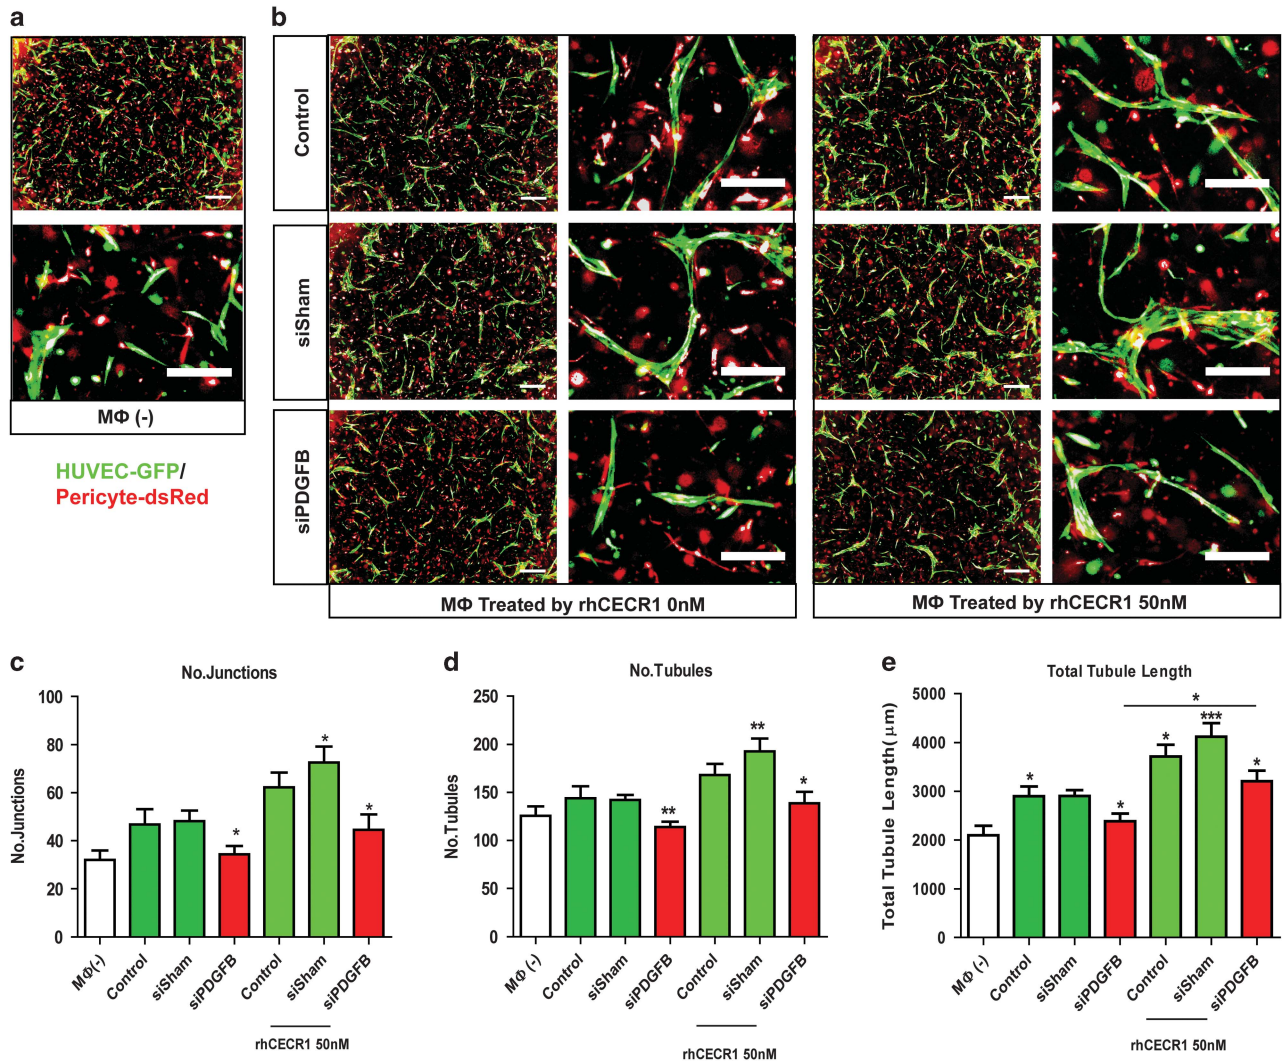 a
b
Control
siSham
siPDGFB
MΦ (-)
HUVEC-GFP/
Pericyte-dsRed
MΦ Treated by rhCECR1 0nM
MΦ Treated by rhCECR1 50nM
c
No.Junctions
No.Junctions
100
80
60
40
20
0
*
*
*
MΦ(-)
Control
siSham
siPDGFB
Control
siSham
siPDGFB
rhCECR1 50nM
d
No.Tubules
No.Tubules
250
200
150
100
50
0
**
**
*
MΦ (-)
Control
siSham
siPDGFB
Control
siSham
siPDGFB
rhCECR1 50nM
e
Total Tubule Length
Total Tubule Length( μm)
5000
4000
3000
2000
1000
0
*
*
*
***
*
*
MΦ (-)
Control
siSham
siPDGFB
Control
siSham
siPDGFB
rhCECR1 50nM